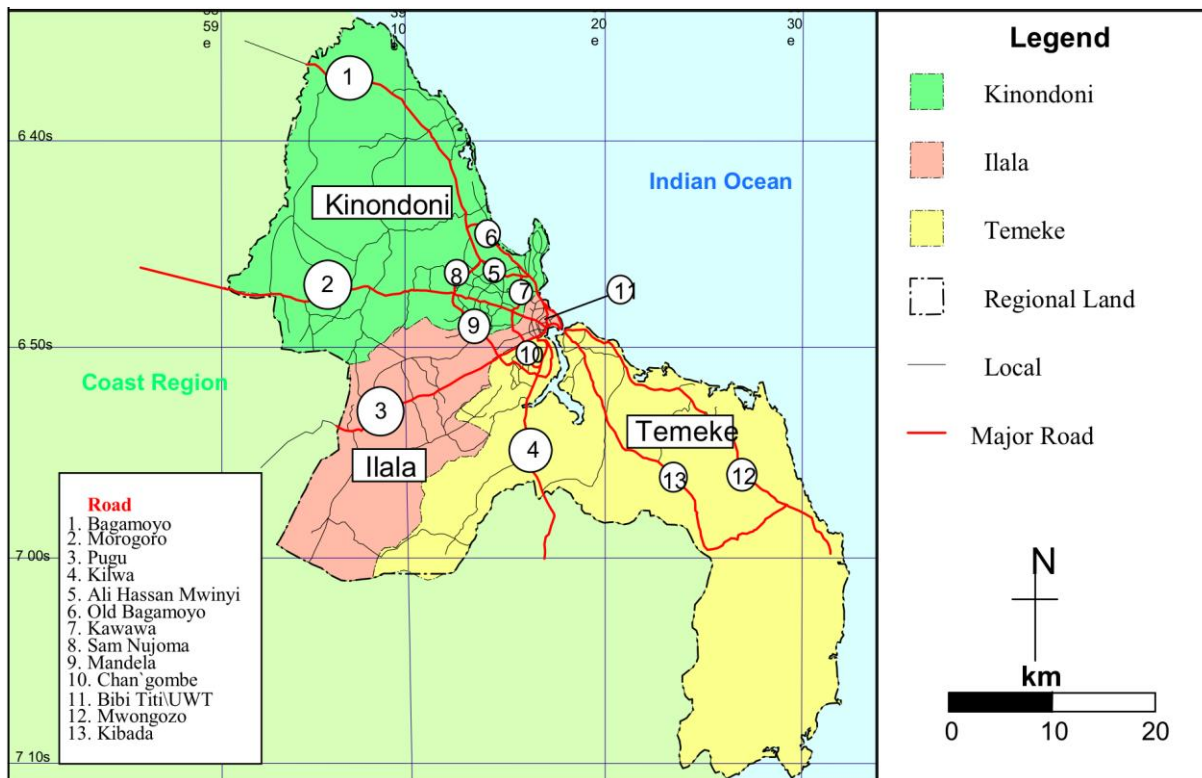 59
e
39
10
e
20
e
30
e
Legend
Kinondoni
Ilala
Temeke
Regional Land
Local
Major Road
6 40s
6 50s
7 00s
7 10s
Indian Ocean
Coast Region
Kinondoni
Ilala
Temeke
1
2
3
4
5
6
7
8
9
10
11
12
13
Road
1. Bagamoyo
2. Morogoro
3. Pugu
4. Kilwa
5. Ali Hassan Mwinyi
6. Old Bagamoyo
7. Kawawa
8. Sam Nujoma
9. Mandela
10. Chan`gombe
11. Bibi Titi\UWT
12. Mwongozo
13. Kibada
N
km
0 10 20